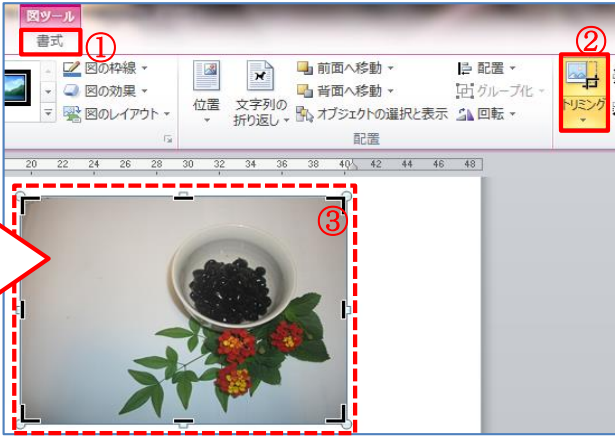 図ツール
書式 ①
②
図の枠線
図の効果
図のレイアウト
位置
文字列の
折り返し
前面へ移動
背面へ移動
オブジェクトの選択と表示
配置
グループ化
回転
トリミング
配置
20 22 24 26 28 30 32 34 36 38 40 42 44 46 48
③